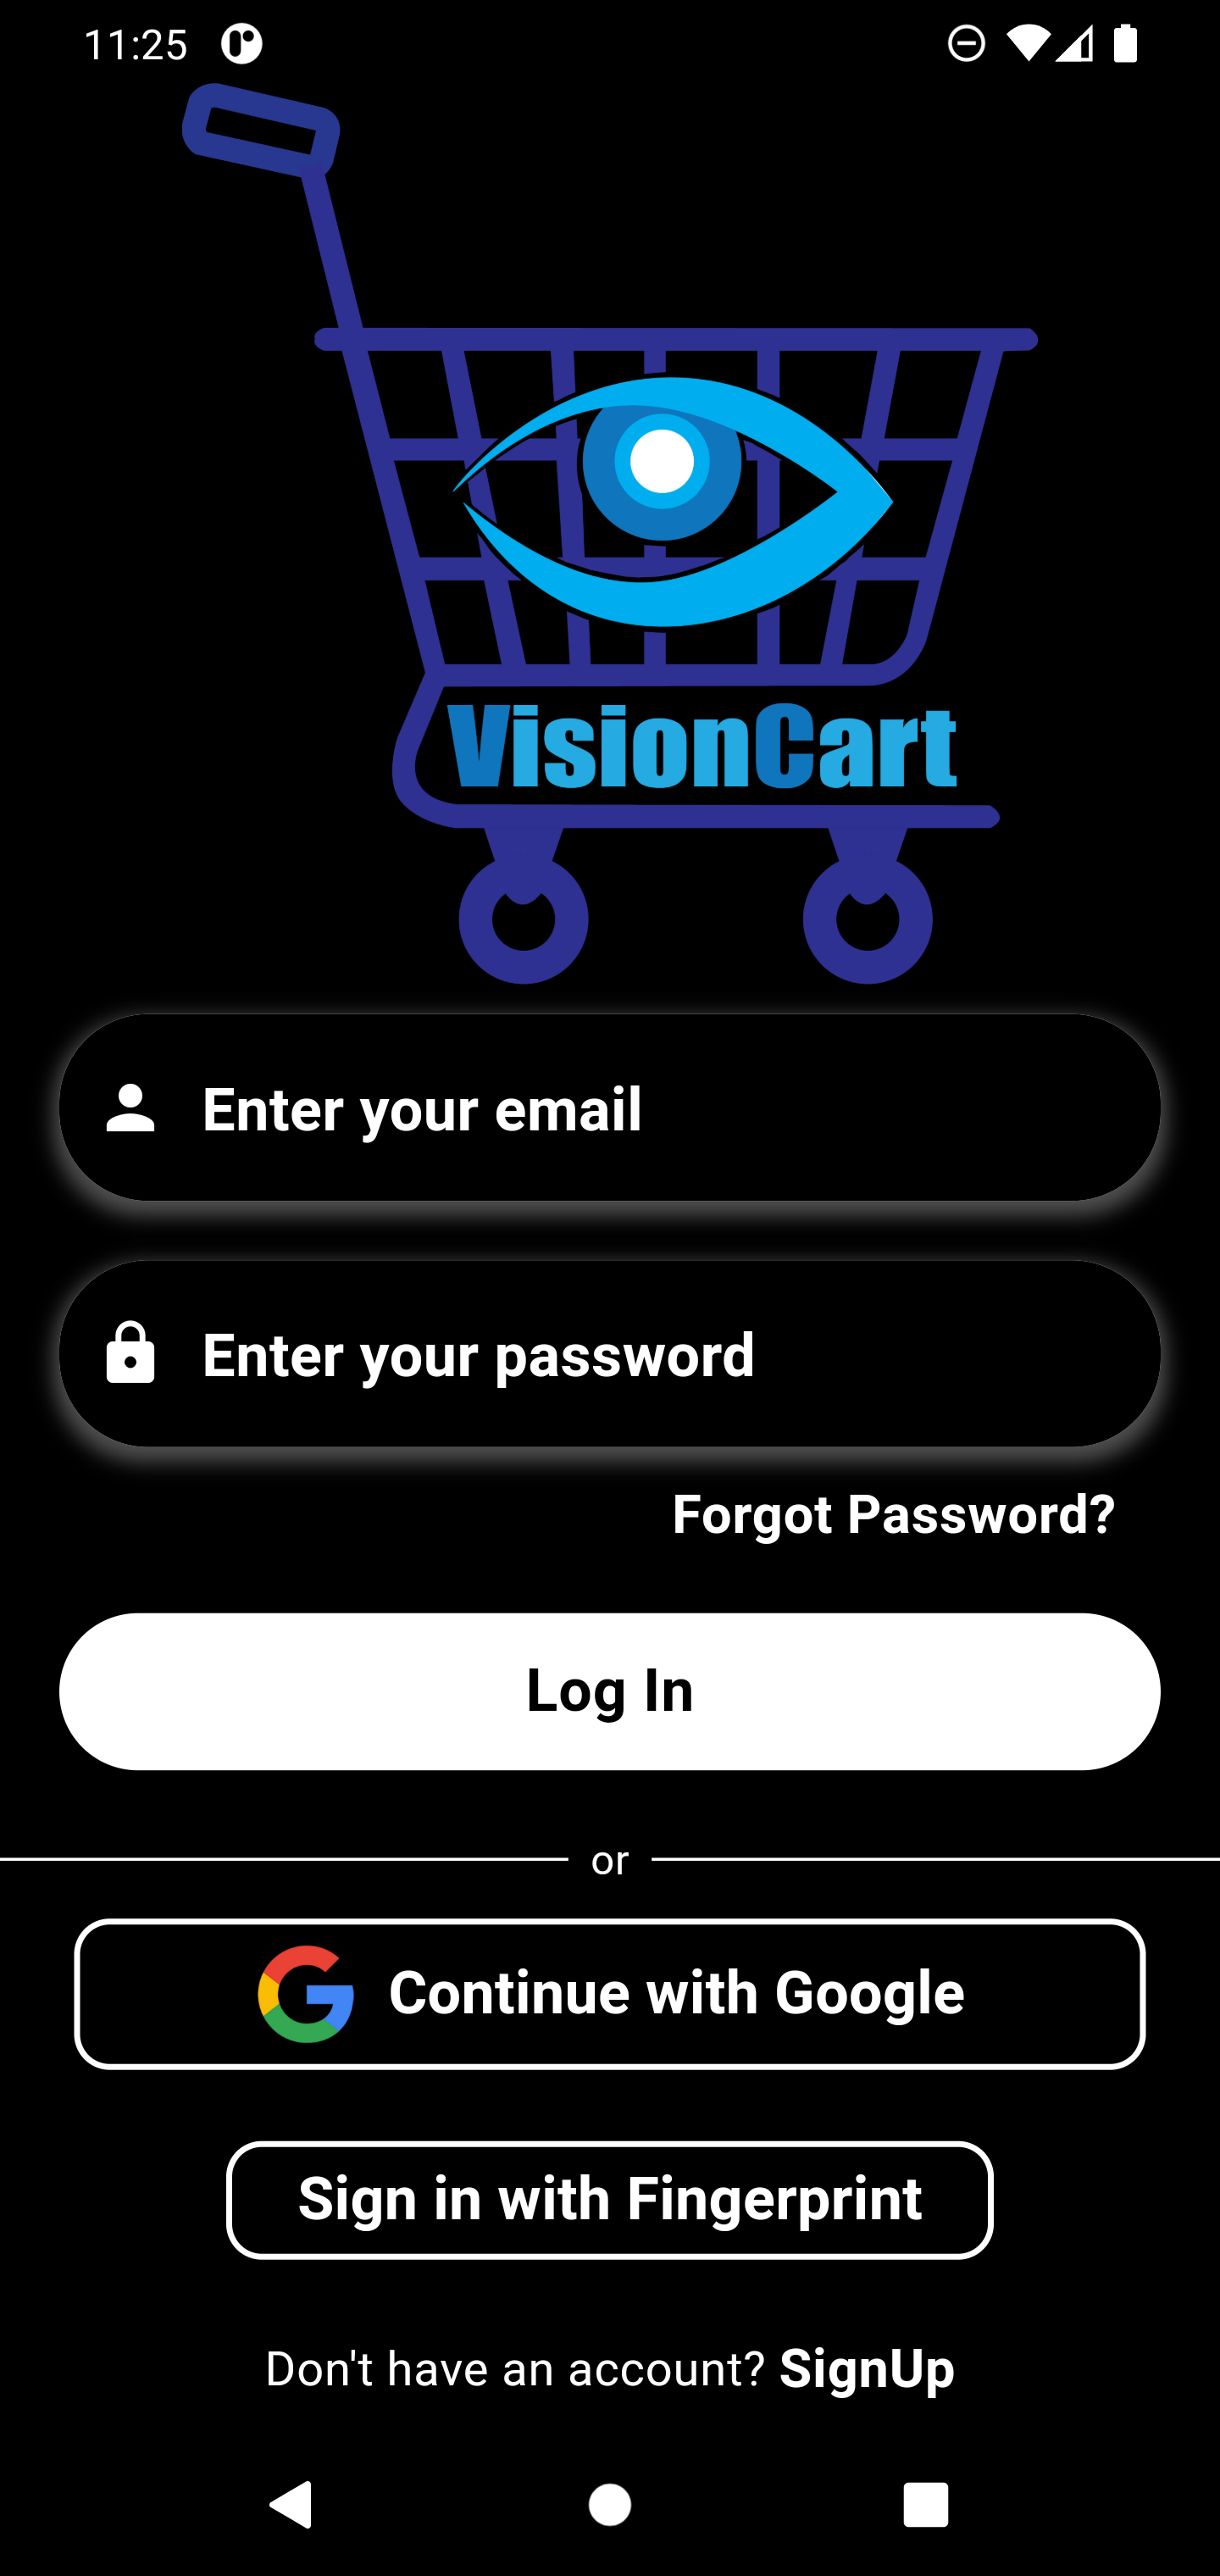 11:25
VisionCart
Enter your email
Enter your password
Forgot Password?
Log In
or
Continue with Google
Sign in with Fingerprint
Don't have an account? SignUp